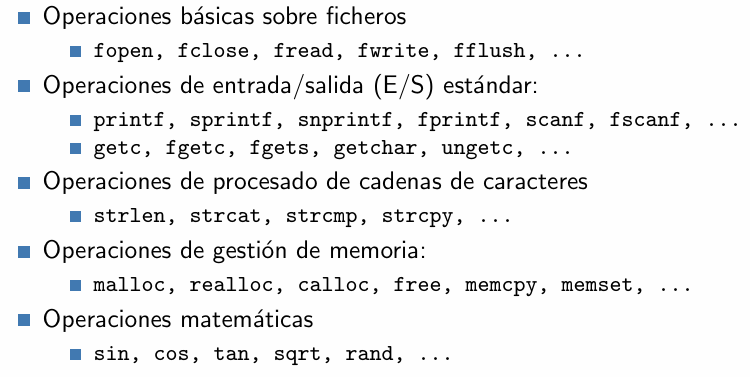 Operaciones básicas sobre ficheros
fopen, fclose, fread, fwrite, fflush, ...
Operaciones de entrada/salida (E/S) estándar:
printf, sprintf, snprintf, fprintf, scanf, fscanf, ...
getc, fgetc, fgets, getchar, ungetc, ...
Operaciones de procesado de cadenas de caracteres
strlen, strcat, strcmp, strcpy, ...
Operaciones de gestión de memoria:
malloc, realloc, calloc, free, memcpy, memset, ...
Operaciones matemáticas
sin, cos, tan, sqrt, rand, ...